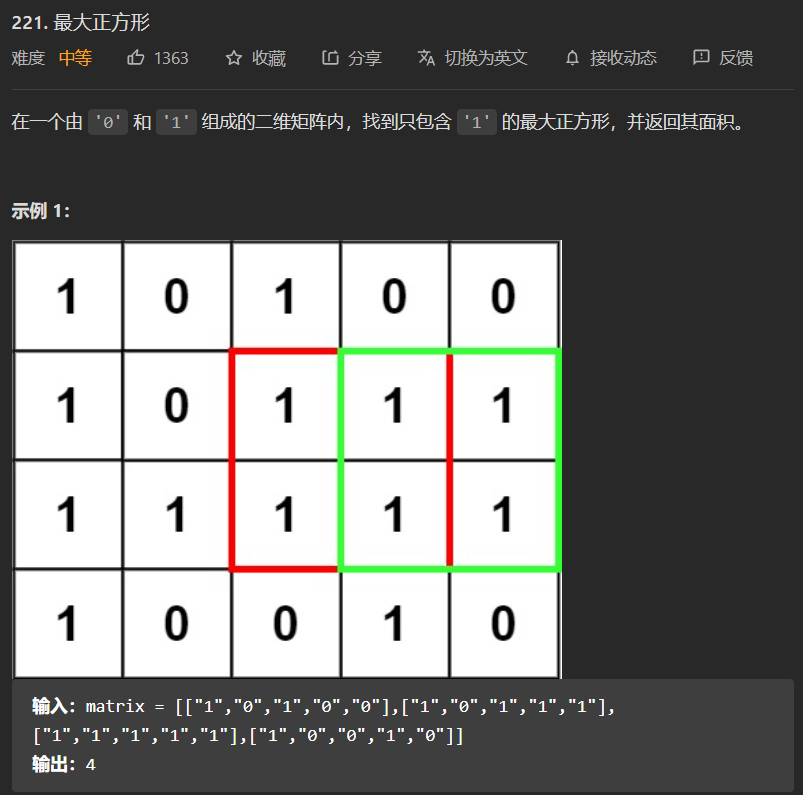 221. 最大正方形
难度 中等 1363 收藏 分享 切换为英文 接收动态 反馈
在一个由 '0' 和 '1' 组成的二维矩阵内，找到只包含 '1' 的最大正方形，并返回其面积。
示例 1：
1 0 1 0 0
1 0 1 1 1
1 1 1 1 1
1 0 0 1 0
输入：matrix = [["1","0","1","0","0"],["1","0","1","1","1"],
["1","1","1","1","1"],["1","0","0","1","0"]]
输出：4